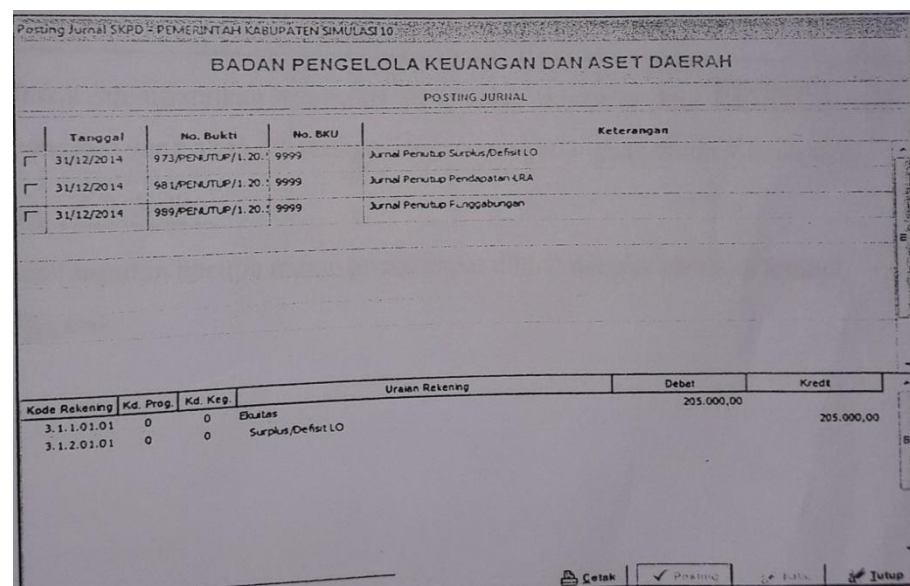 Posting Jurnal SKPD - PEMERINTAH KABUPATEN SIMULASI 10
BADAN PENGELOLA KEUANGAN DAN ASET DAERAH
POSTING JURNAL
Tanggal No. Bukti No. BKU Keterangan
31/12/2014 973/PENUTUP/1.20.! 9999 Jurnal Penutup Surplus/Defisit LO
31/12/2014 981/PENUTUP/1.20.! 9999 Jurnal Penutup Pendapatan-LRA
31/12/2014 989/PENUTUP/1.20.! 9999 Jurnal Penutup
Kode Rekening Kd. Prog. Kd. Keg. Uraian Rekening Debet Kredit
3.1.1.01.01 0 0 Ekuitas 205.000,00
3.1.2.01.01 0 0 Surplus/Defisit LO 205.000,00
Cetak Posting Tutup